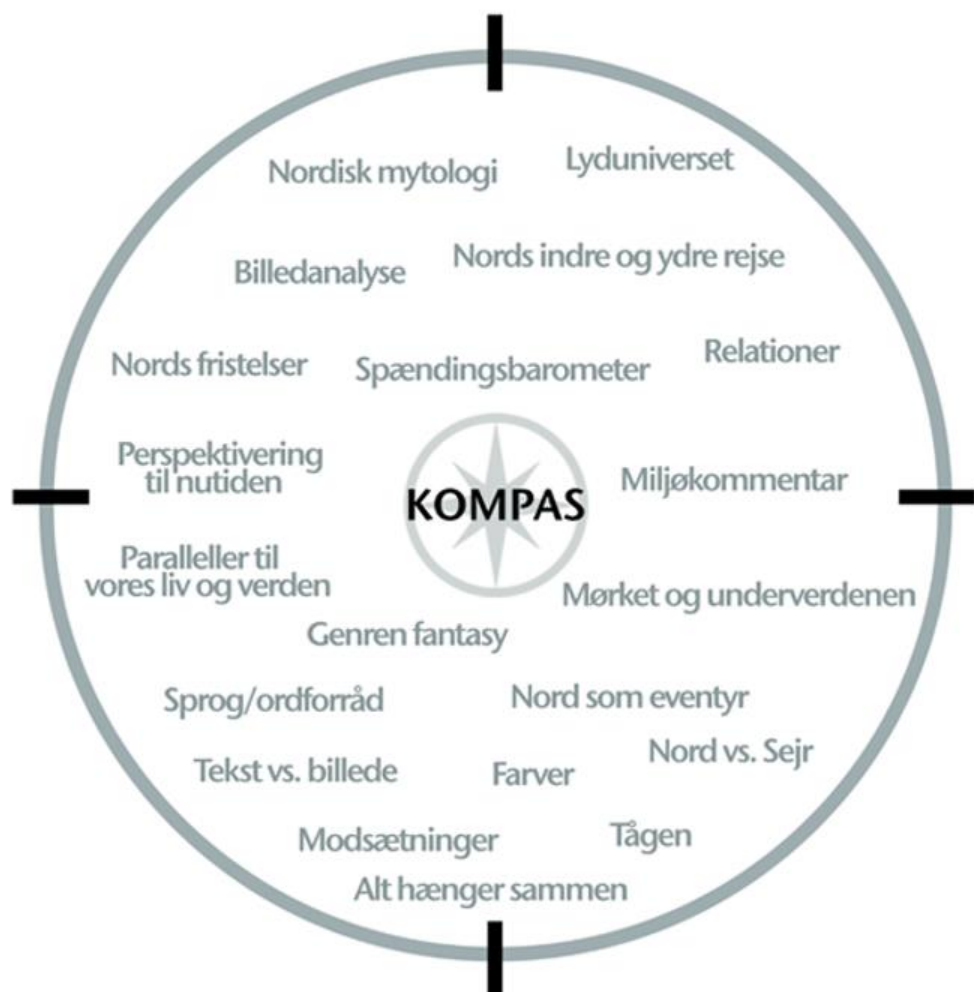 Nordisk mytologi
Lyduniverset
Billedanalyse
Nords indre og ydre rejse
Nords fristelser
Spændingsbarometer
Relationer
Perspektivering
til nutiden
KOMPAS
Miljøkommentar
Paralleller til
vores liv og verden
Mørket og underverdenen
Genren fantasy
Sprog/ordforråd
Nord som eventyr
Nord vs. Sejr
Tekst vs. billede
Farver
Modsætninger
Tågen
Alt hænger sammen